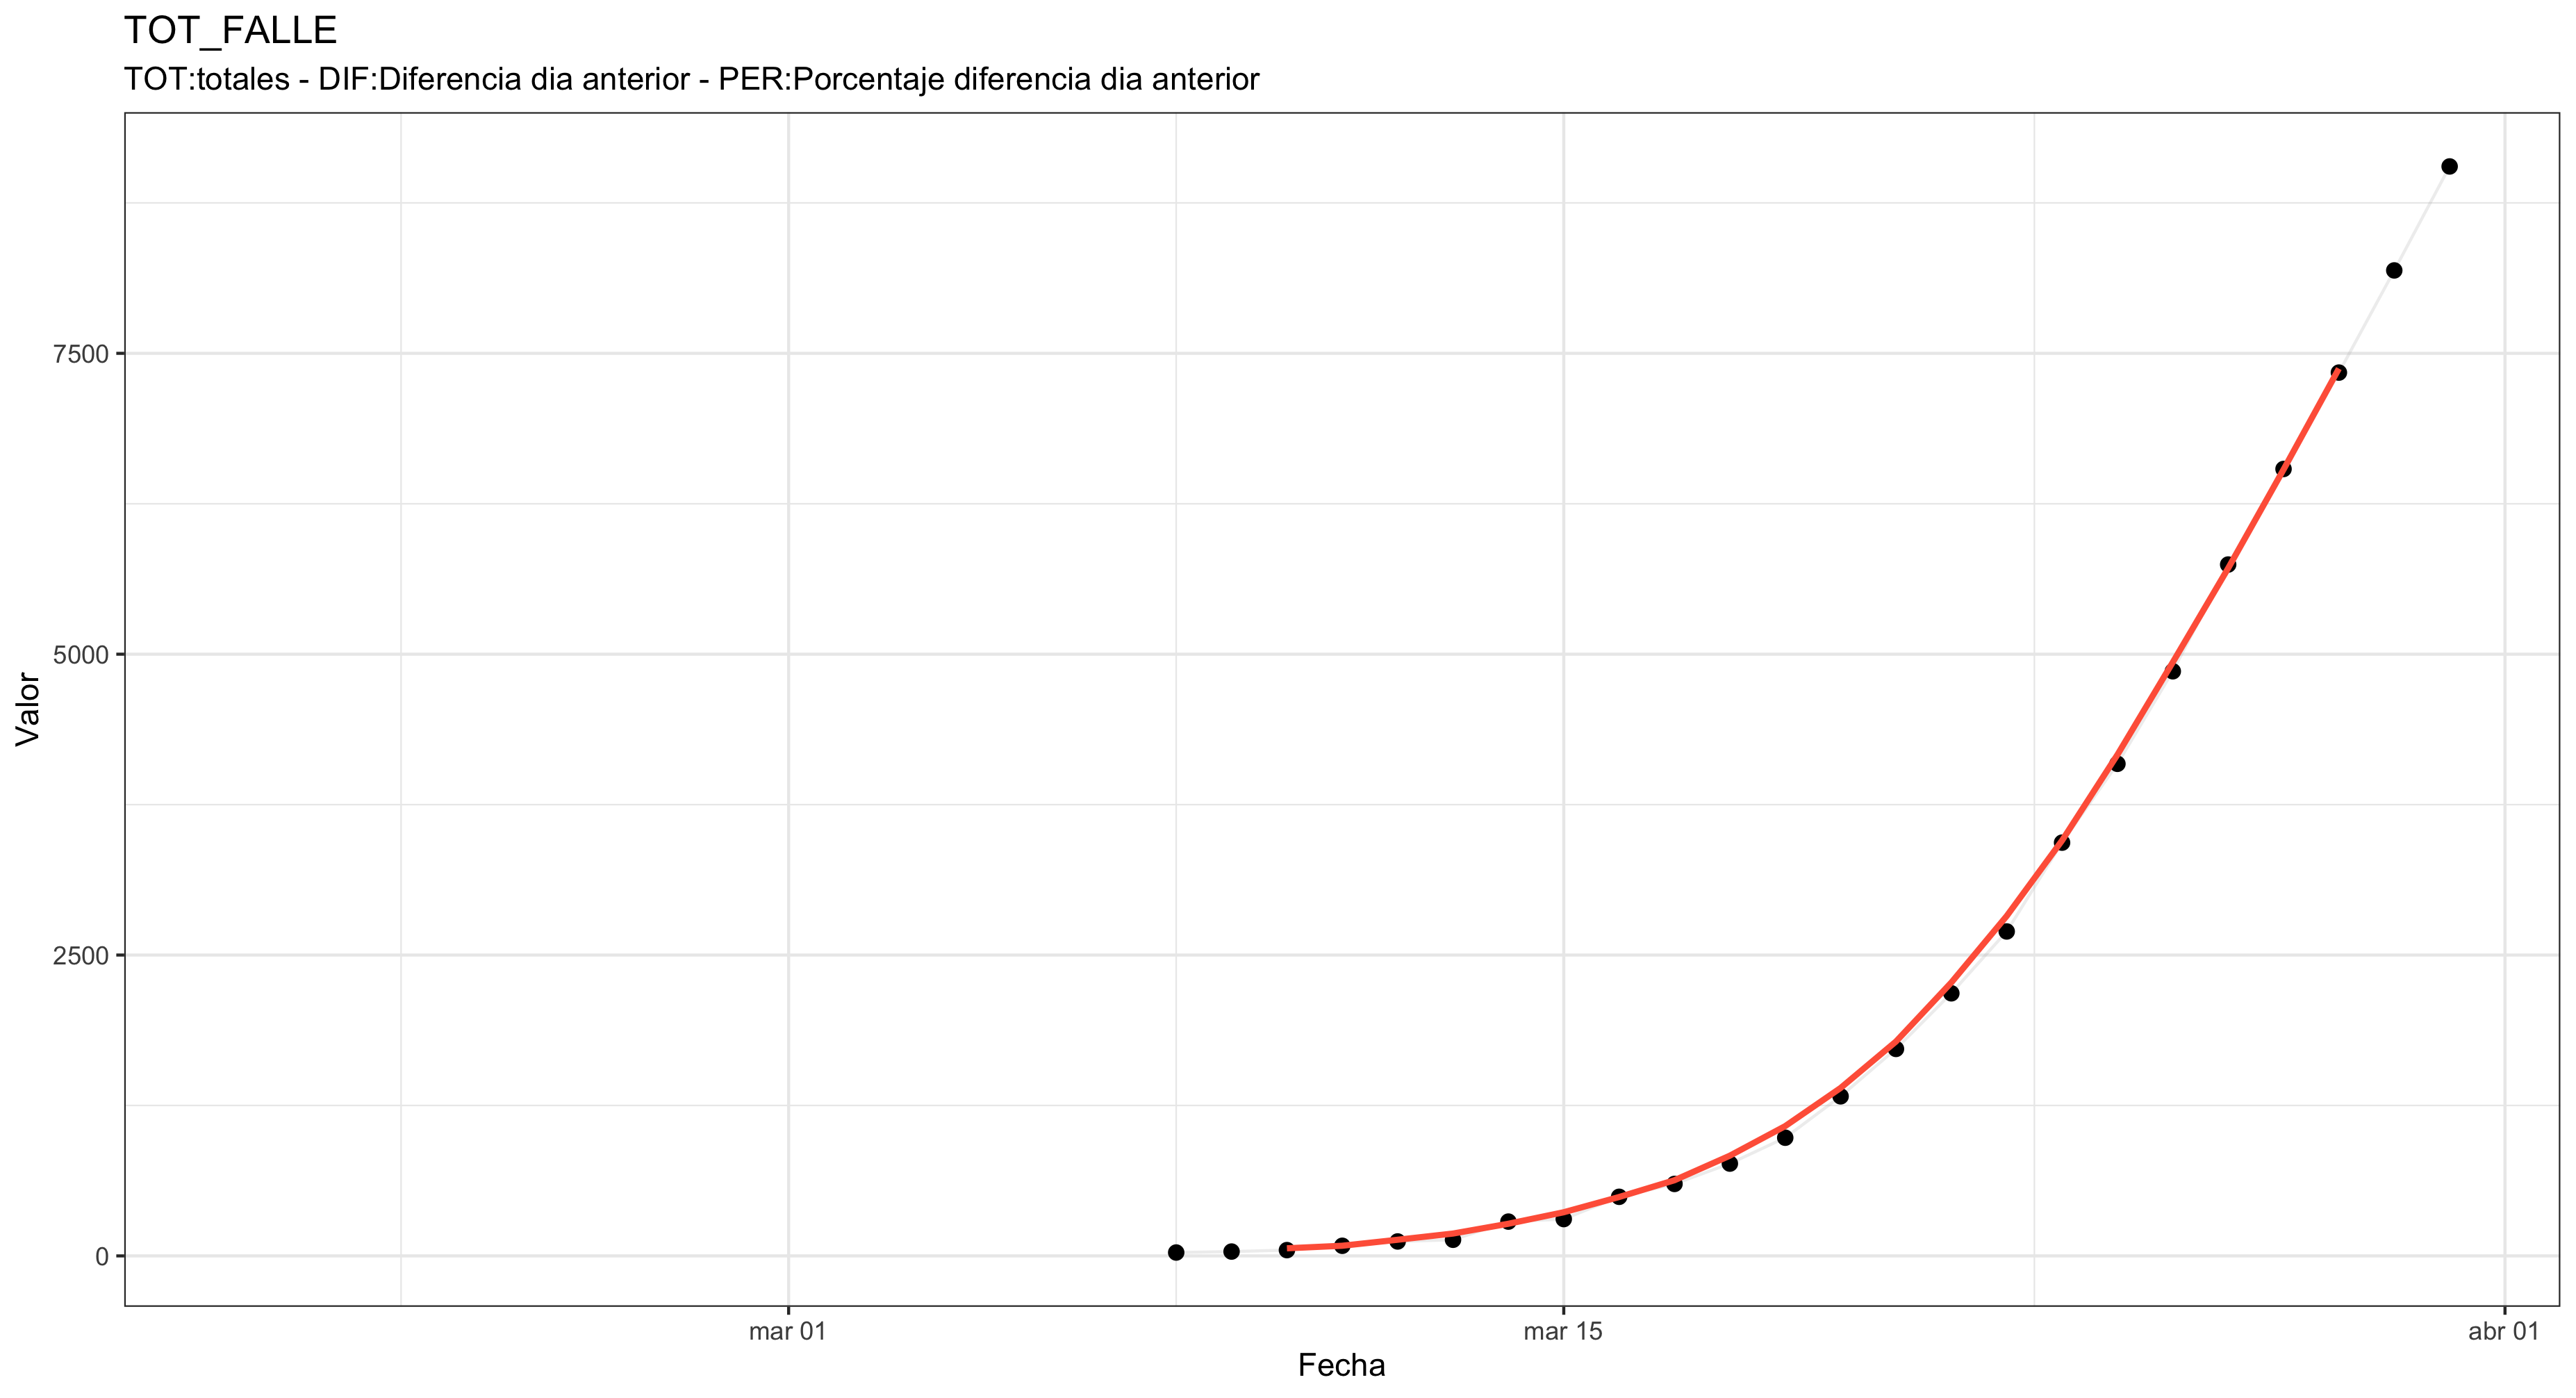 TOT_FALLE
TOT:totales - DIF:Diferencia dia anterior - PER:Porcentaje diferencia dia anterior
7500
5000
2500
0
Valor
mar 01
mar 15
abr 01
Fecha